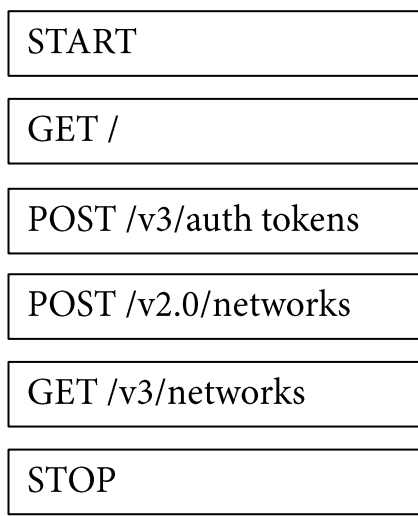 START
GET /
POST /v3/auth tokens
POST /v2.0/networks
GET /v3/networks
STOP